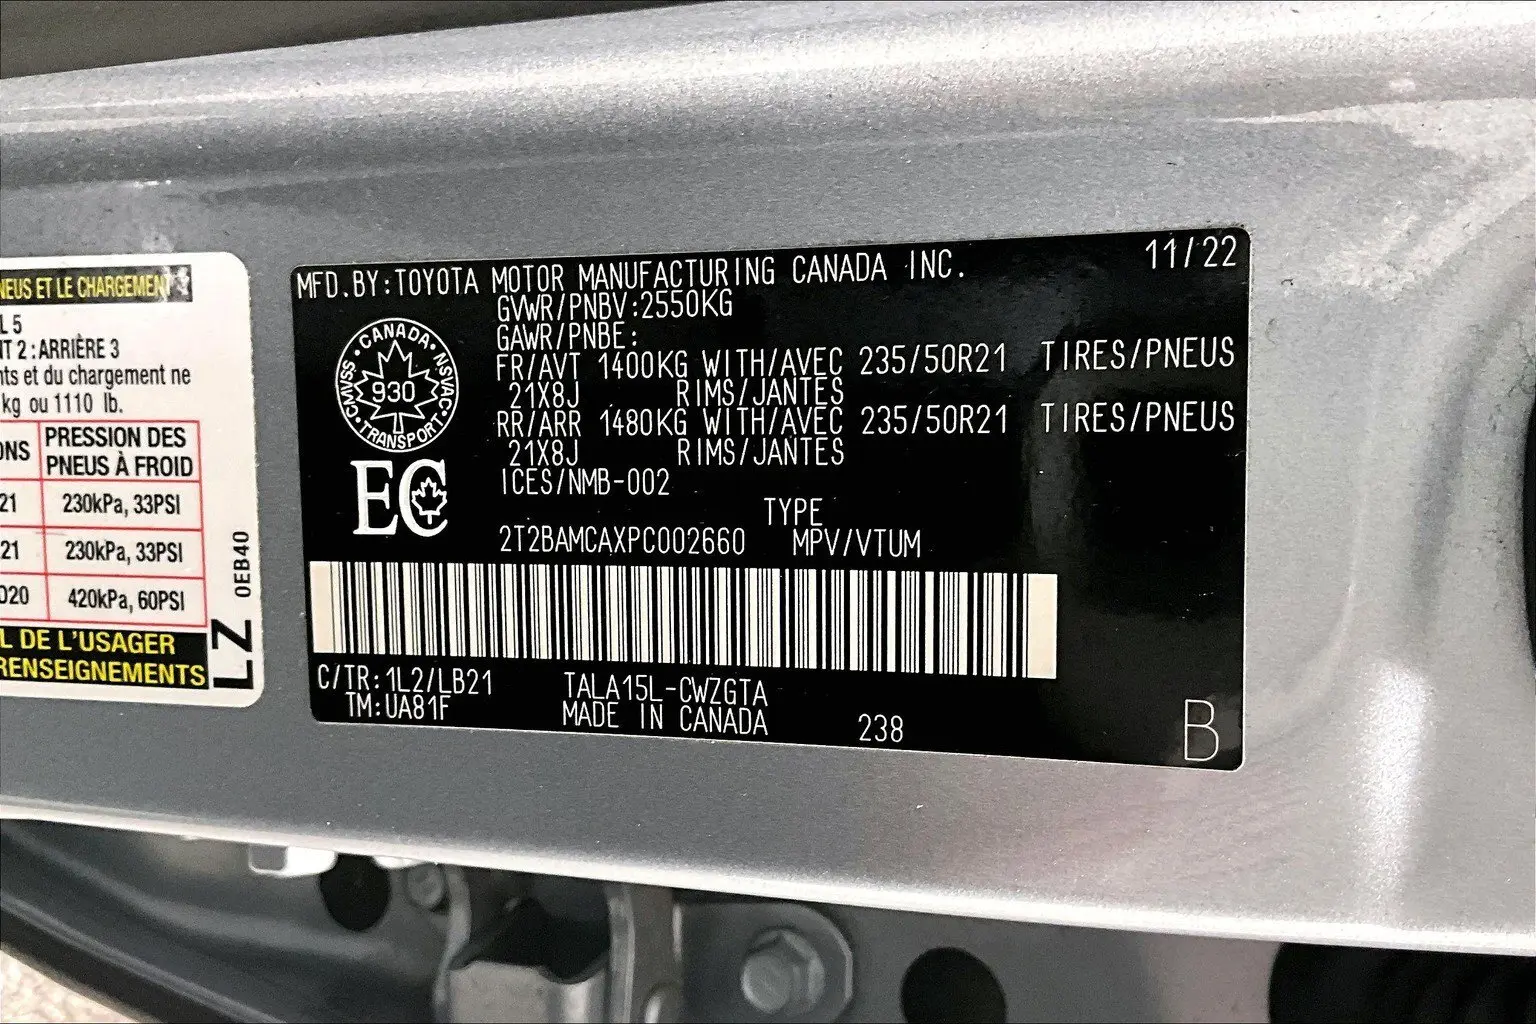 NEUS ET LE CHARGEMENT
L 5
T 2 : ARRIÈRE 3
ts et du chargement ne
kg ou 1110 lb.
ONS PRESSION DES PNEUS À FROID
21 230kPa, 33PSI
21 230kPa, 33PSI
D20 420kPa, 60PSI
L DE L'USAGER
RENSEIGNEMENTS
0EB40
LZ
MFD.BY:TOYOTA MOTOR MANUFACTURING CANADA INC. 11/22
GVWR/PNBV:2550KG
GAWR/PNBE:
FR/AVT 1400KG WITH/AVEC 235/50R21 TIRES/PNEUS
21X8J RIMS/JANTES
RR/ARR 1480KG WITH/AVEC 235/50R21 TIRES/PNEUS
21X8J RIMS/JANTES
ICES/NMB-002
CANADA · NSVAC · TRANSPORT · CMVSS
930
EC
TYPE
2T2BAMCAXPC002660 MPV/VTUM
C/TR:1L2/LB21 TALA15L-CWZGTA
TM:UA81F MADE IN CANADA 238
B